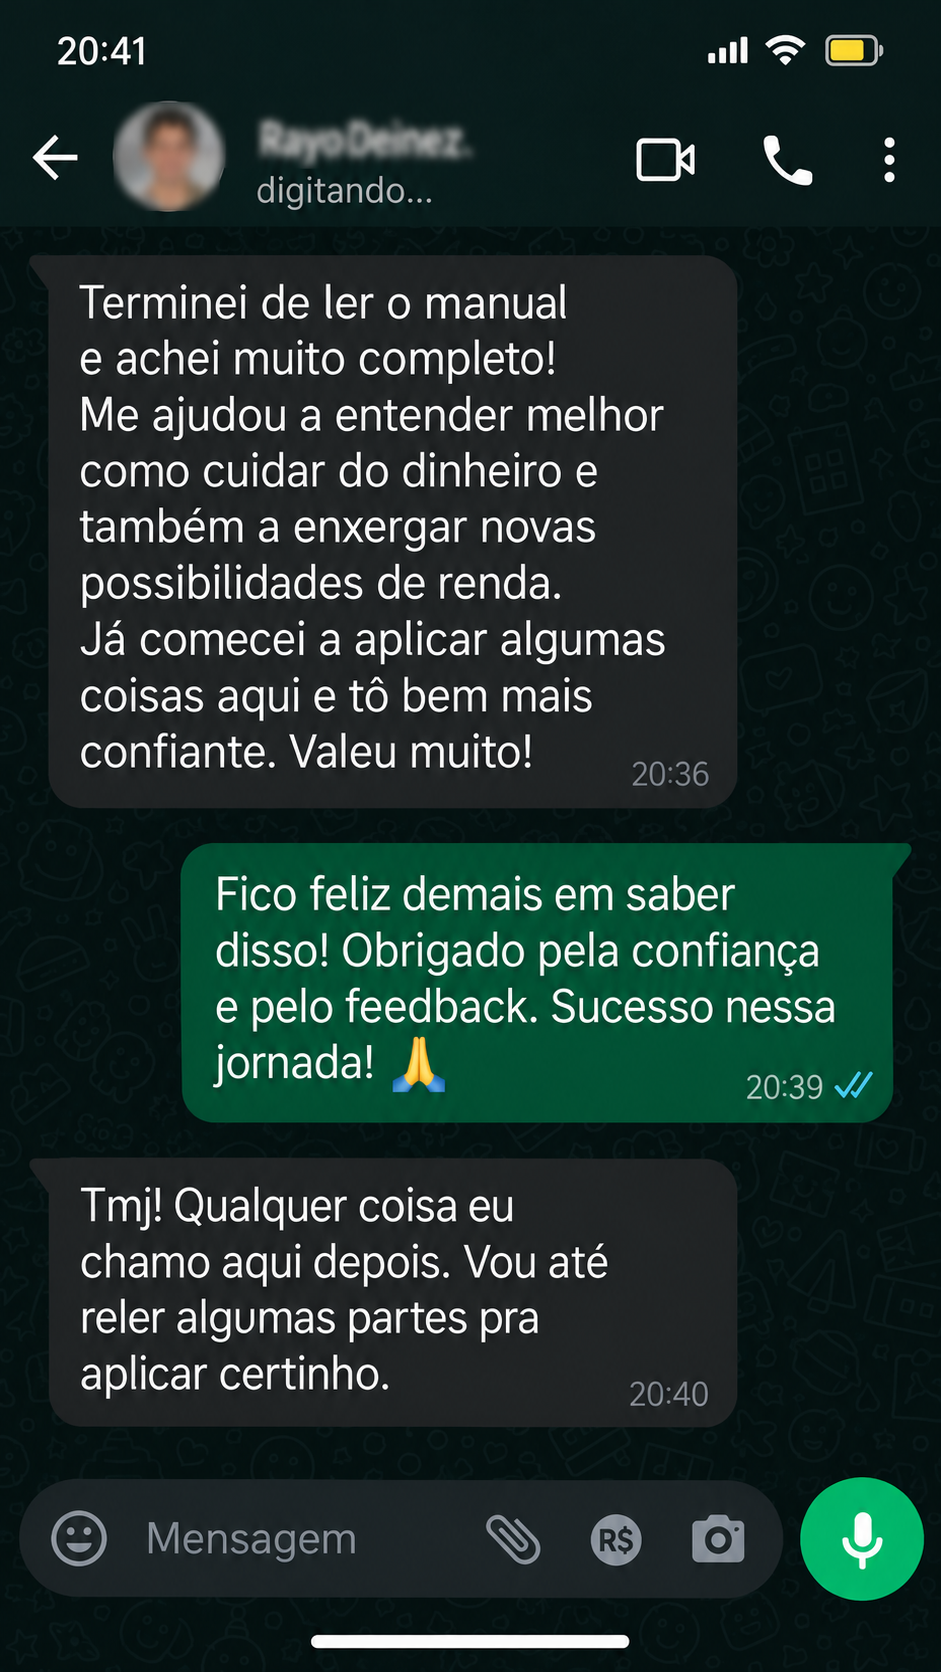 20:41
digitando...
Terminei de ler o manual
e achei muito completo!
Me ajudou a entender melhor
como cuidar do dinheiro e
também a enxergar novas
possibilidades de renda.
Já comecei a aplicar algumas
coisas aqui e tô bem mais
confiante. Valeu muito!
20:36
Fico feliz demais em saber
disso! Obrigado pela confiança
e pelo feedback. Sucesso nessa
jornada! 🙏
20:39
Tmj! Qualquer coisa eu
chamo aqui depois. Vou até
reler algumas partes pra
aplicar certinho.
20:40
Mensagem
R$